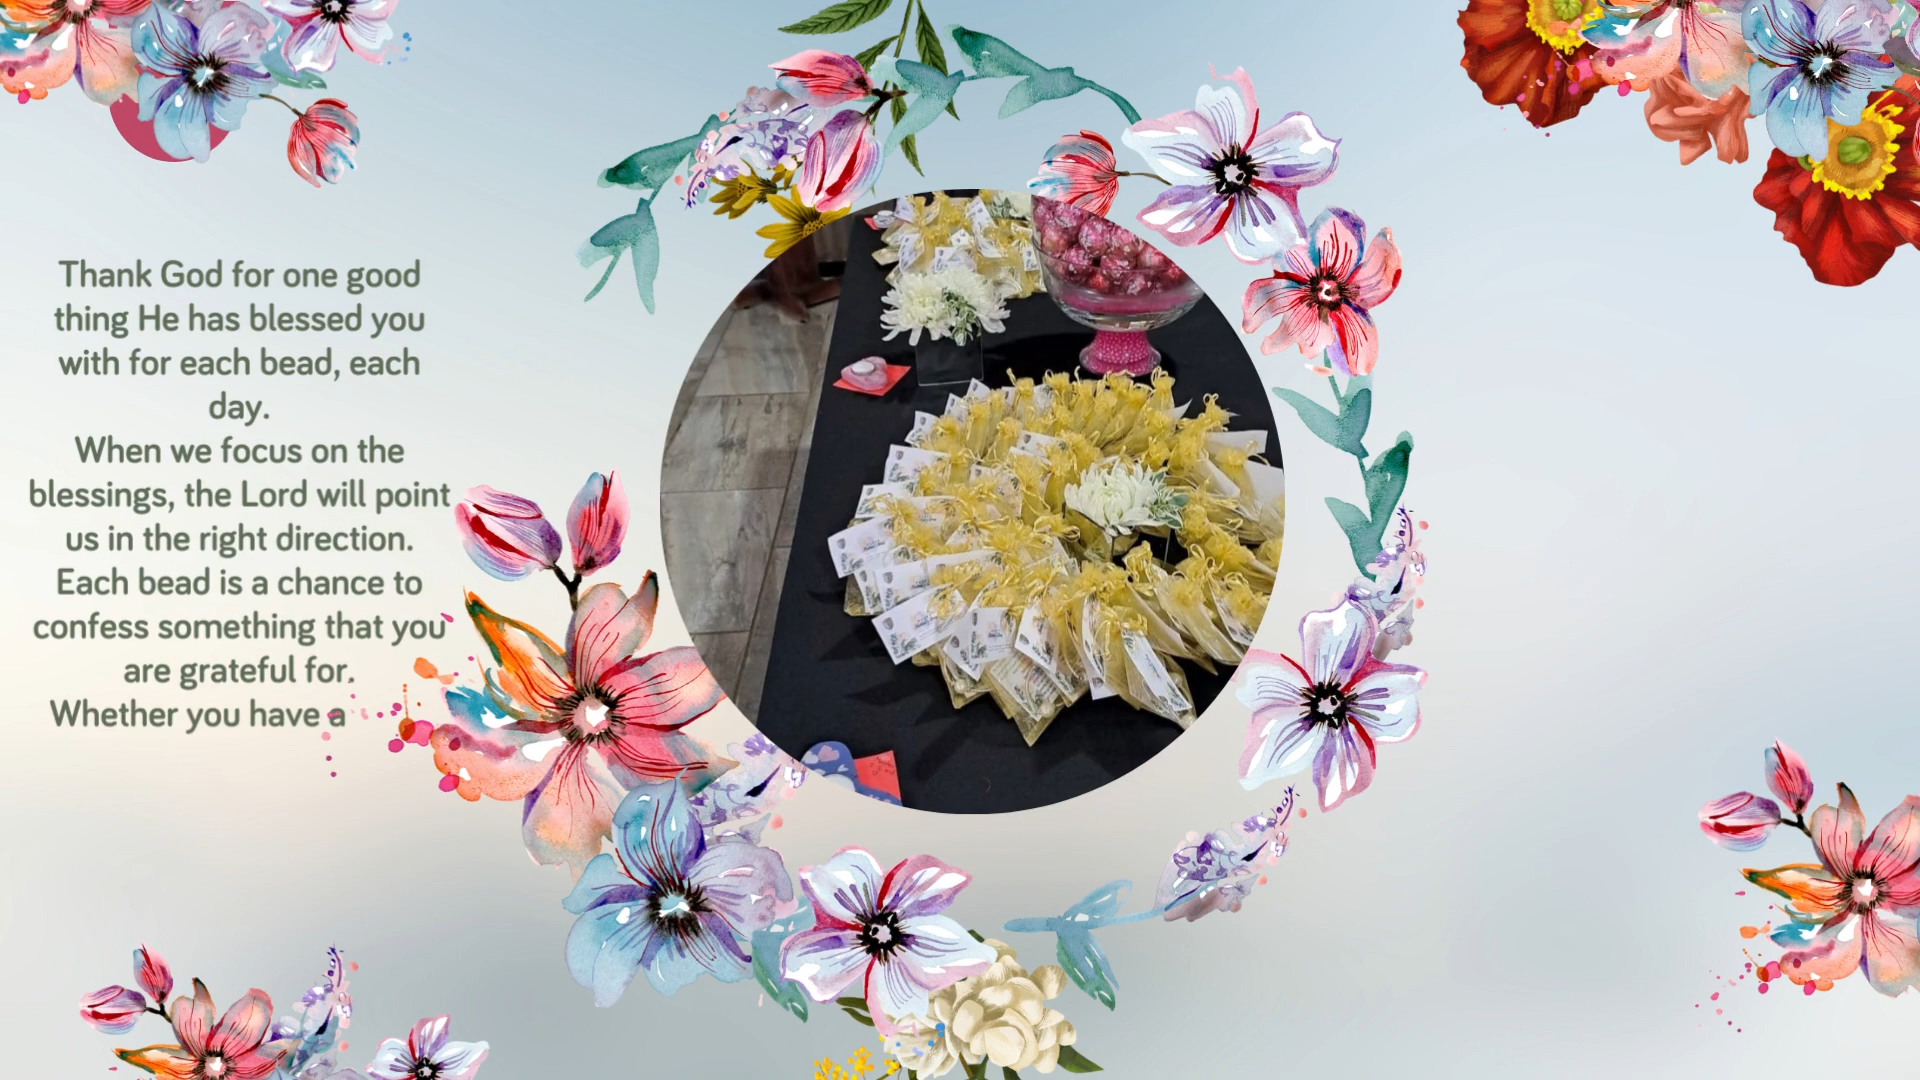 Thank God for one good
thing He has blessed you
with for each bead, each
day.
When we focus on the
blessings, the Lord will point
us in the right direction.
Each bead is a chance to
confess something that you
are grateful for.
Whether you have a